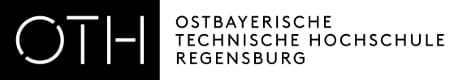 OTH
OSTBAYERISCHE
TECHNISCHE HOCHSCHULE
REGENSBURG